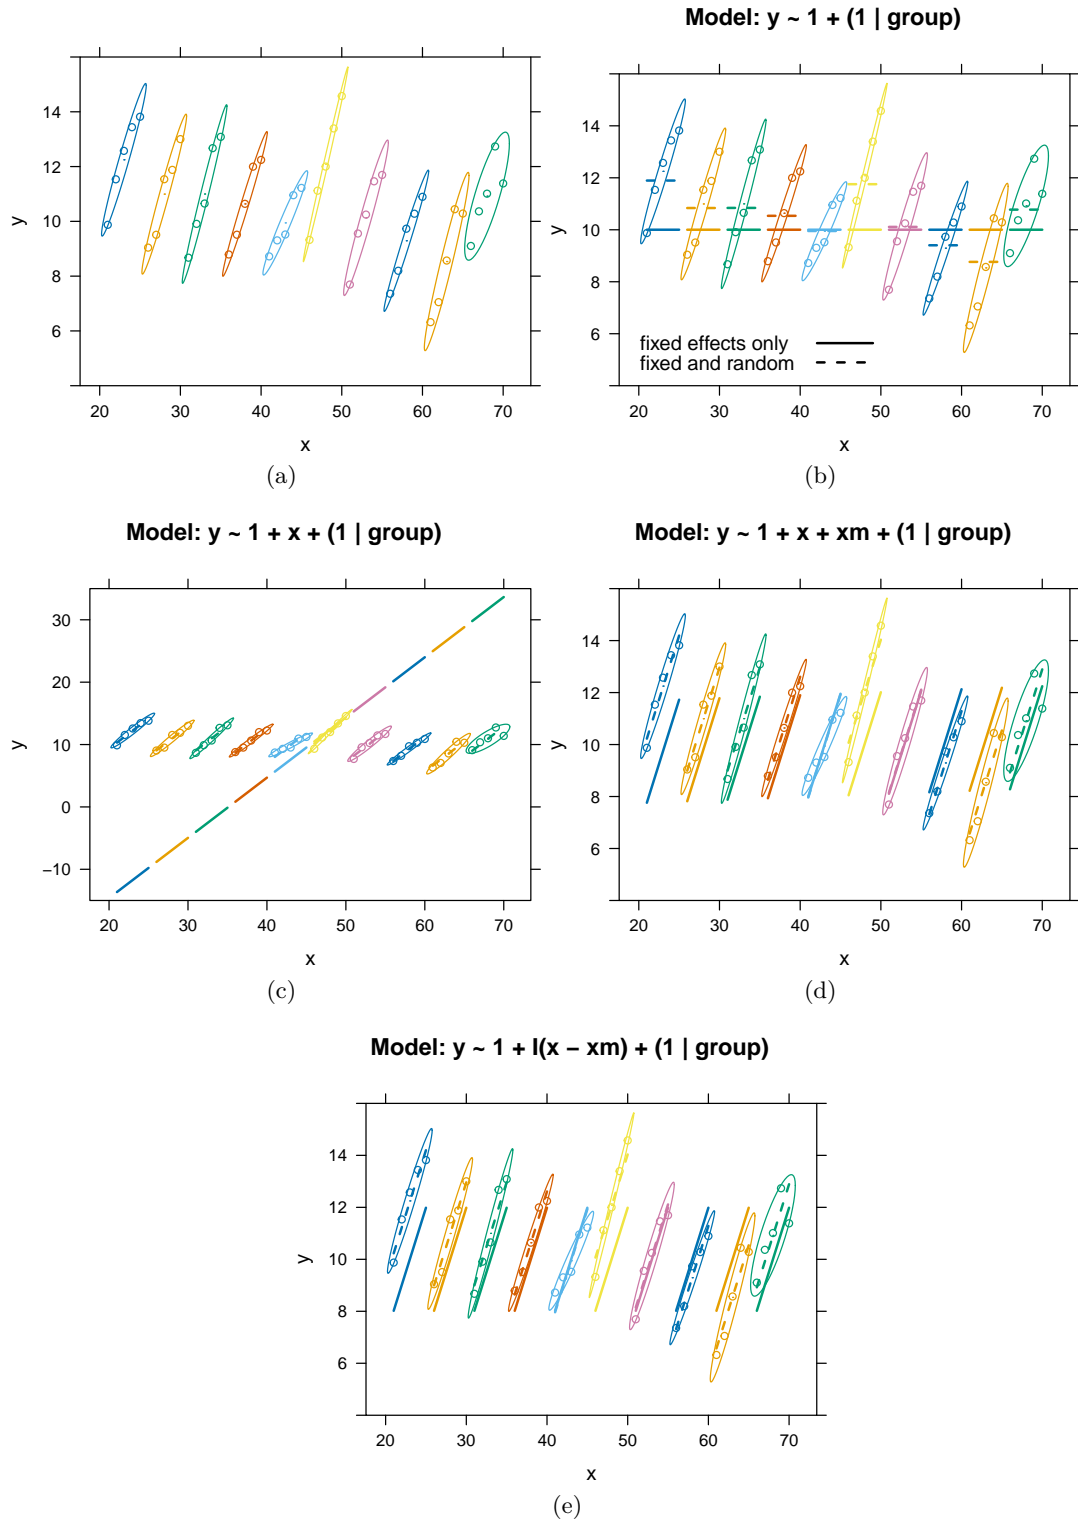 Model: y ~ 1 + (1 | group)
14
12
10
8
6
y
20 30 40 50 60 70
x
(a)
14
12
10
8
6
y
fixed effects only
fixed and random
20 30 40 50 60 70
x
(b)
Model: y ~ 1 + x + (1 | group)
30
20
10
0
−10
y
20 30 40 50 60 70
x
(c)
Model: y ~ 1 + x + xm + (1 | group)
14
12
10
8
6
y
20 30 40 50 60 70
x
(d)
Model: y ~ 1 + I(x − xm) + (1 | group)
14
12
10
8
6
y
20 30 40 50 60 70
x
(e)